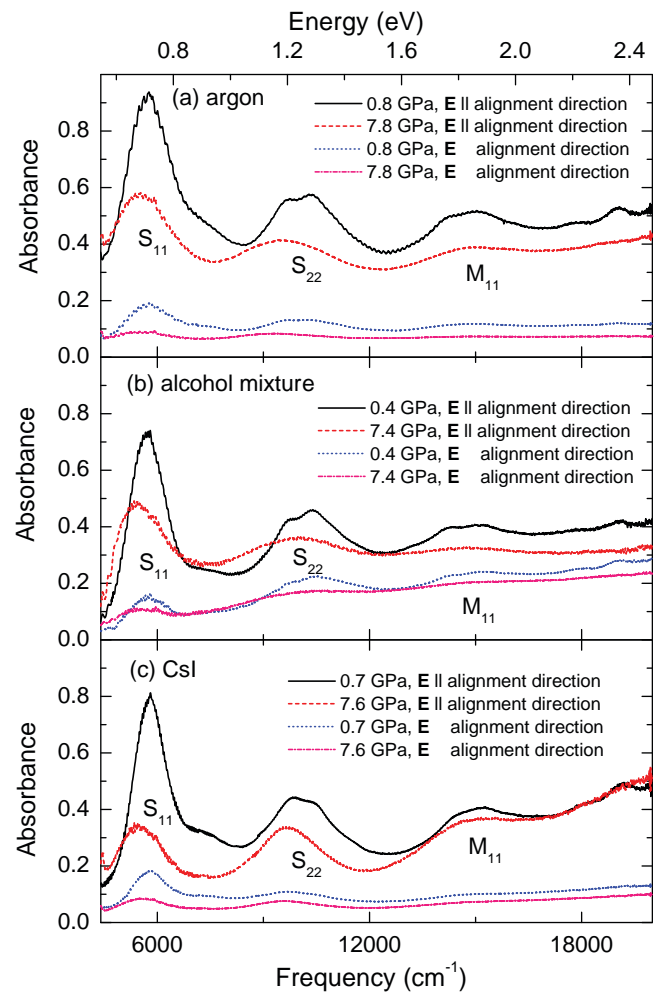 Energy (eV)
0.8 1.2 1.6 2.0 2.4
(a) argon
0.8 GPa, E II alignment direction
7.8 GPa, E II alignment direction
0.8 GPa, E alignment direction
7.8 GPa, E alignment direction
Absorbance
0.8
0.6
0.4
0.2
0.0
S11
S22
M11
(b) alcohol mixture
0.4 GPa, E II alignment direction
7.4 GPa, E II alignment direction
0.4 GPa, E alignment direction
7.4 GPa, E alignment direction
Absorbance
0.8
0.6
0.4
0.2
0.0
S11
S22
M11
(c) CsI
0.7 GPa, E II alignment direction
7.6 GPa, E II alignment direction
0.7 GPa, E alignment direction
7.6 GPa, E alignment direction
Absorbance
0.8
0.6
0.4
0.2
0.0
S11
S22
M11
6000 12000 18000
Frequency (cm-1)